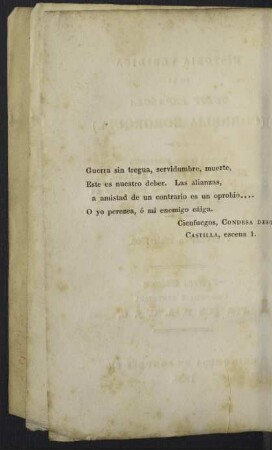 Guerra sin tregua, servidumbre, muerte,
Este es nuestro deber. Las alianzas,
a amistad de un contrario es un oprobio....
O yo perezca, ó mi enemigo cáiga.
Cienfuegos, CONDESA DE
CASTILLA, escena 1.